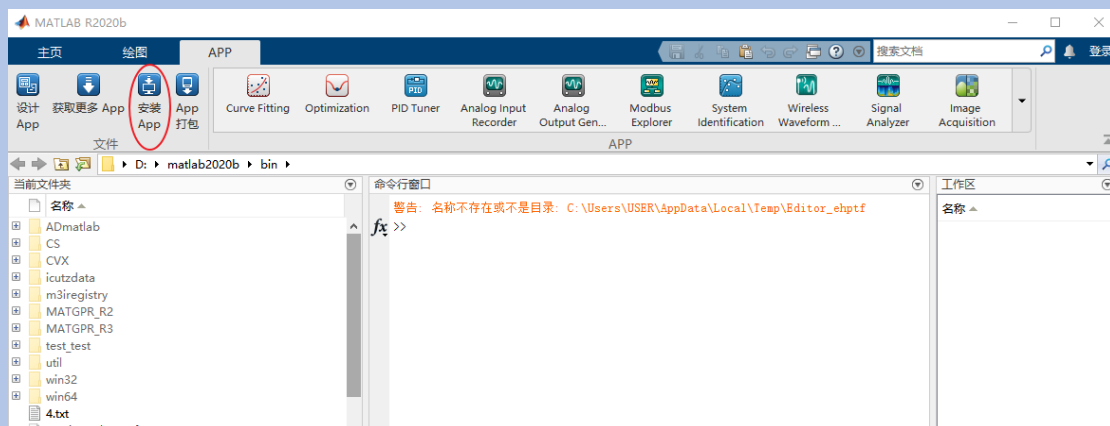 MATLAB R2020b
主页 绘图 APP
搜索文档
登录
设计 App
获取更多 App
安装 App
App 打包
Curve Fitting
Optimization
PID Tuner
Analog Input Recorder
Analog Output Gen...
Modbus Explorer
System Identification
Wireless Waveform ...
Signal Analyzer
Image Acquisition
文件
APP
D: matlab2020b bin
当前文件夹
名称
ADmatlab
CS
CVX
icutzdata
m3iregistry
MATGPR_R2
MATGPR_R3
test_test
util
win32
win64
4.txt
命令行窗口
警告: 名称不存在或不是目录: C:\Users\USER\AppData\Local\Temp\Editor_ehptf
fx >>
工作区
名称